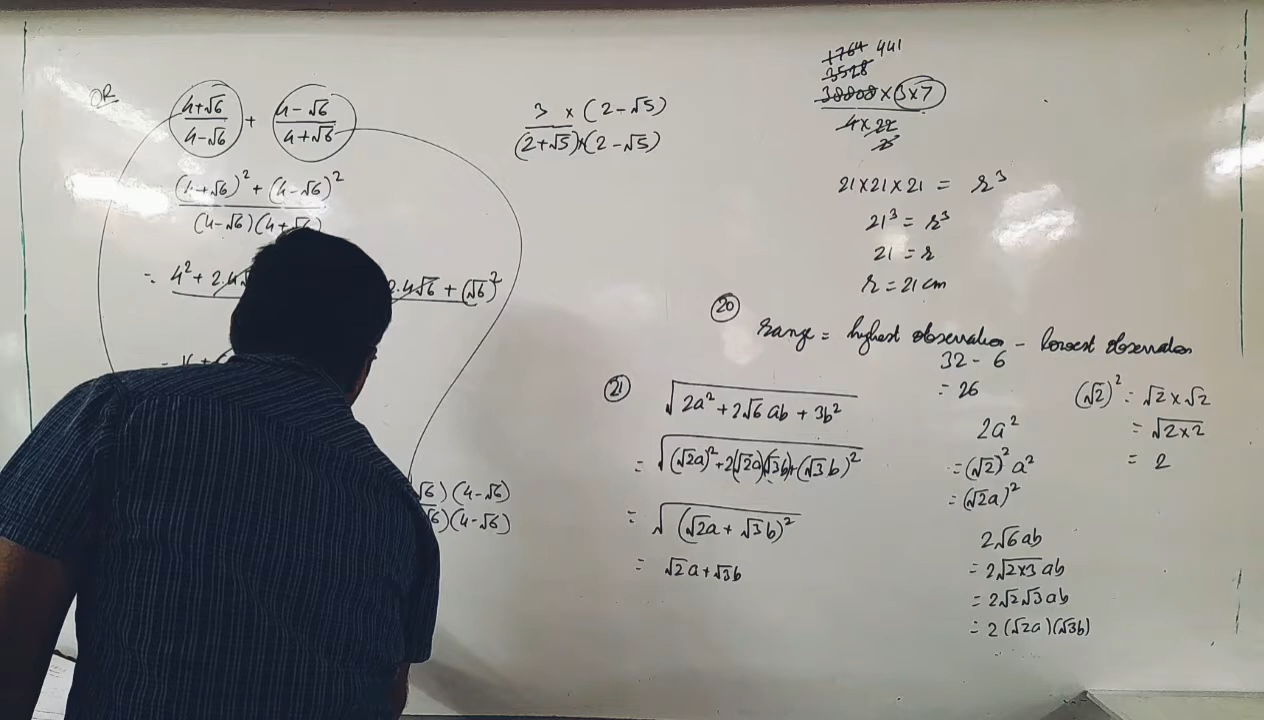 OR
4+√6 / 4-√6 + 4-√6 / 4+√6
(4+√6)² + (4-√6)² / (4-√6)(4+√6)
= 4² + 2.4√ 2.4√6 + (√6)²
√6)(4-√6)
√6)(4-√6)
3 × (2-√5) / (2+√5)×(2-√5)
1764 441
3528
38808 × 3×7
4 × 22
21×21×21 = r³
21³ = r³
21 = r
r = 21 cm
20
range = highest observation - lowest observation
32 - 6
= 26
21
√2a² + 2√6 ab + 3b²
= √(√2a)² + 2(√2a)(√3b)+(√3b)²
= √(√2a + √3b)²
= √2a+√3b
2a²
= (√2)² a²
= (√2a)²
2√6ab
= 2√2×3 ab
= 2√2√3ab
= 2(√2a)(√3b)
(√2)² = √2 × √2
= √2×2
= 2